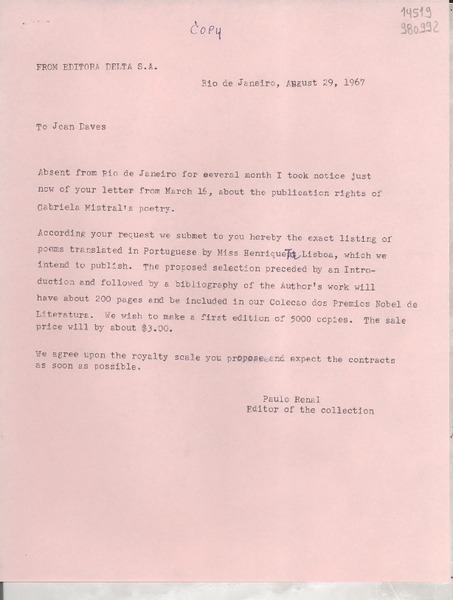 14519
980992
COPY
FROM EDITORA DELTA S.A.
Rio de Janeiro, August 29, 1967
To Joan Daves
Absent from Rio de Janeiro for several month I took notice just
now of your letter from March 16, about the publication rights of
Gabriela Mistral's poetry.
According your request we submet to you hereby the exact listing of
poems translated in Portuguese by Miss Henriqueta Lisboa, which we
intend to publish. The proposed selection preceded by an Intro-
duction and followed by a bibliography of the Author's work will
have about 200 pages and be included in our Colecao dos Premios Nobel de
Literatura. We wish to make a first edition of 5000 copies. The sale
price will by about $3.00.
We agree upon the royalty scale you propose and expect the contracts
as soon as possible.
Paulo Renal
Editor of the collection